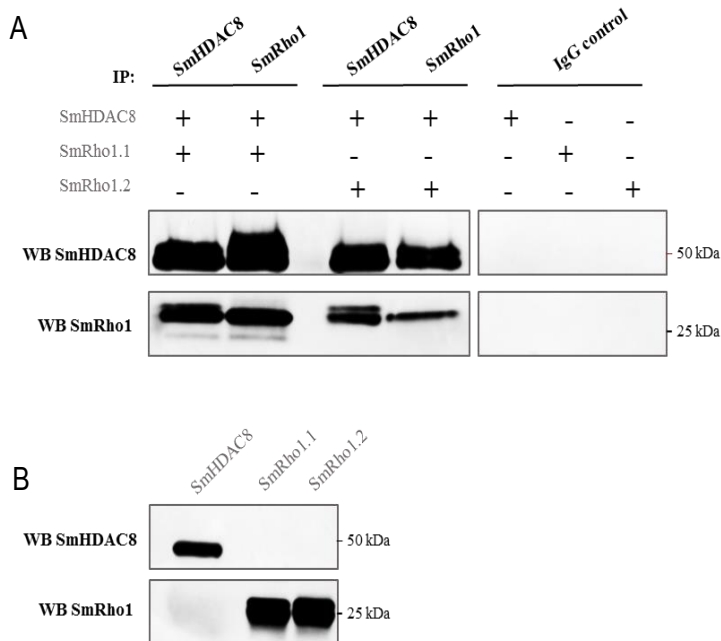 A
IP:
SmHDAC8 SmRho1 SmHDAC8 SmRho1 IgG control
SmHDAC8 + + + + + - -
SmRho1.1 + + - - - + -
SmRho1.2 - - + + - - +
WB SmHDAC8 - 50 kDa
WB SmRho1 - 25 kDa
B
SmHDAC8 SmRho1.1 SmRho1.2
WB SmHDAC8 - 50 kDa
WB SmRho1 - 25 kDa